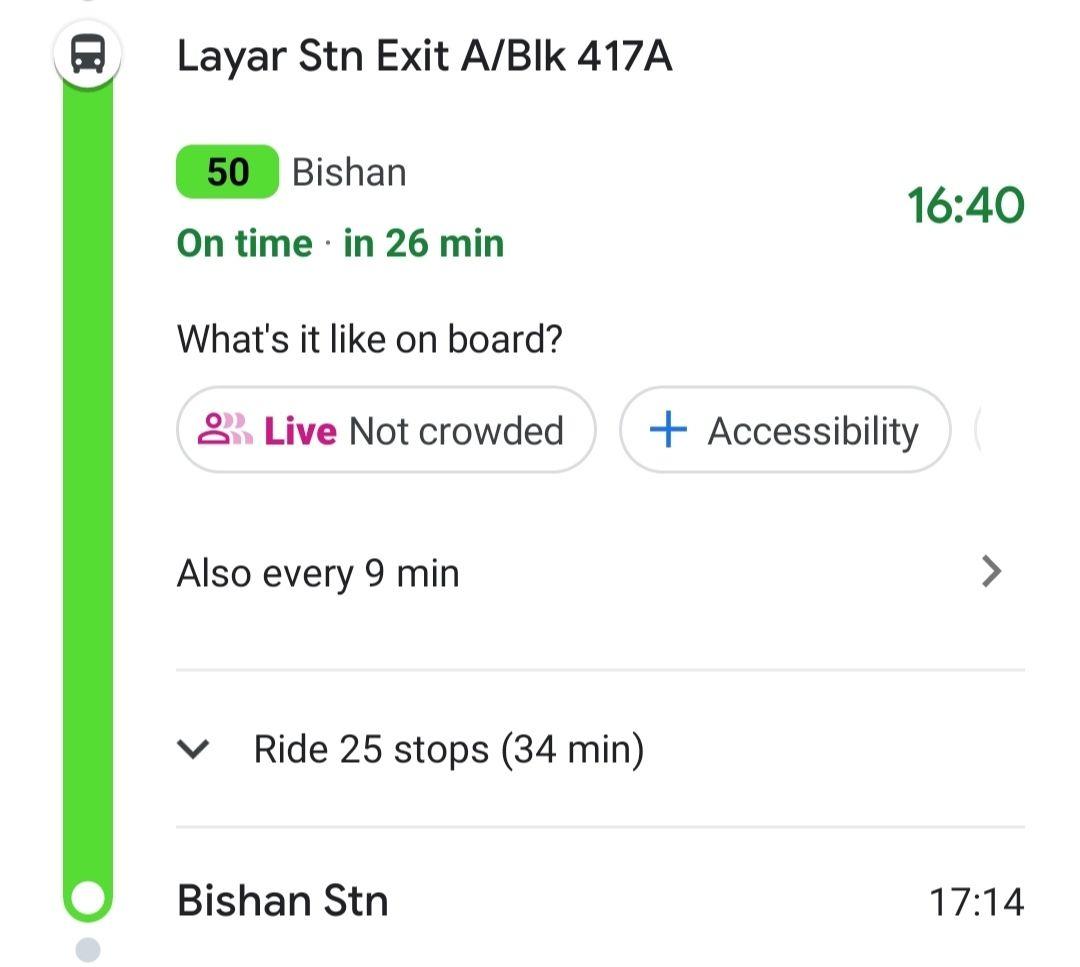 Layar Stn Exit A/Blk 417A
50 Bishan
16:40
On time · in 26 min
What's it like on board?
Live Not crowded
+ Accessibility
Also every 9 min
Ride 25 stops (34 min)
Bishan Stn 17:14